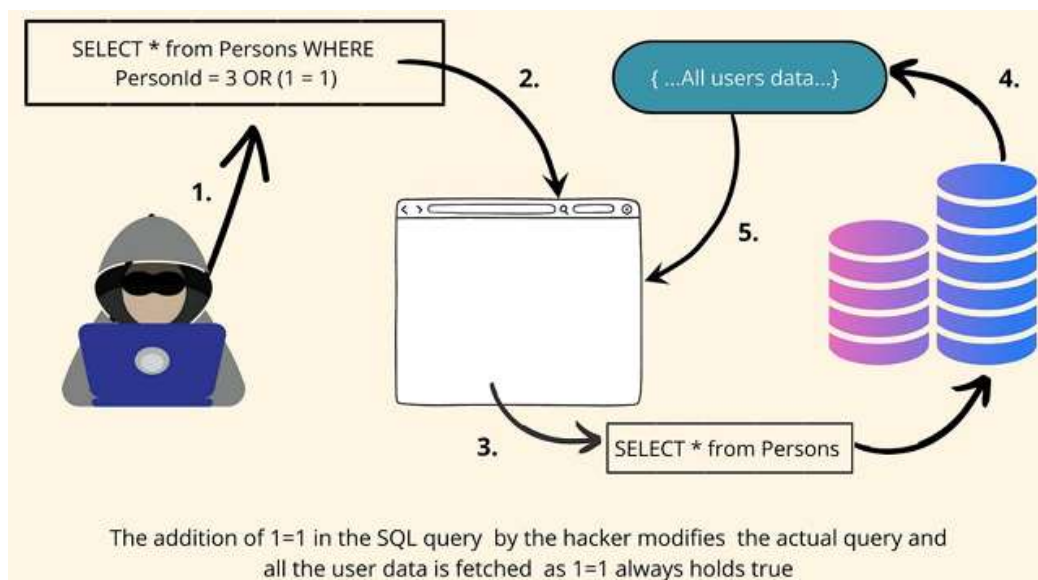 SELECT * from Persons WHERE
PersonId = 3 OR (1 = 1)
2.
{ ...All users data...}
4.
1.
5.
3.
SELECT * from Persons
The addition of 1=1 in the SQL query by the hacker modifies the actual query and
all the user data is fetched as 1=1 always holds true